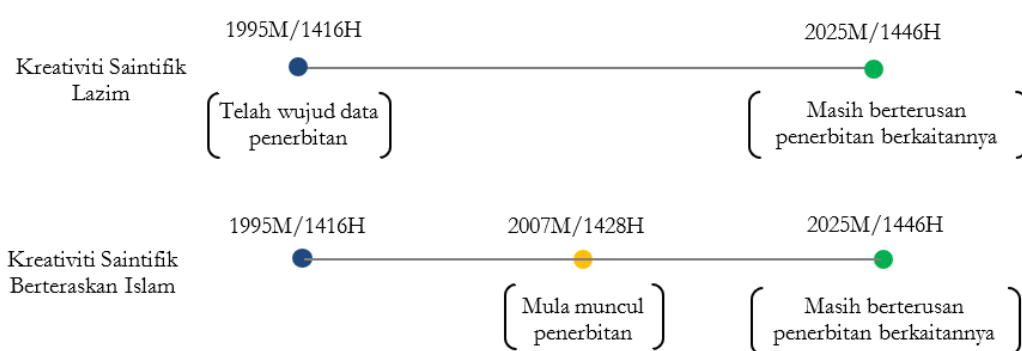 1995M/1416H
2025M/1446H
Kreativiti Saintifik
Lazim
Telah wujud data
penerbitan
Masih berterusan
penerbitan berkaitannya
1995M/1416H
2007M/1428H
2025M/1446H
Kreativiti Saintifik
Berteraskan Islam
Mula muncul
penerbitan
Masih berterusan
penerbitan berkaitannya